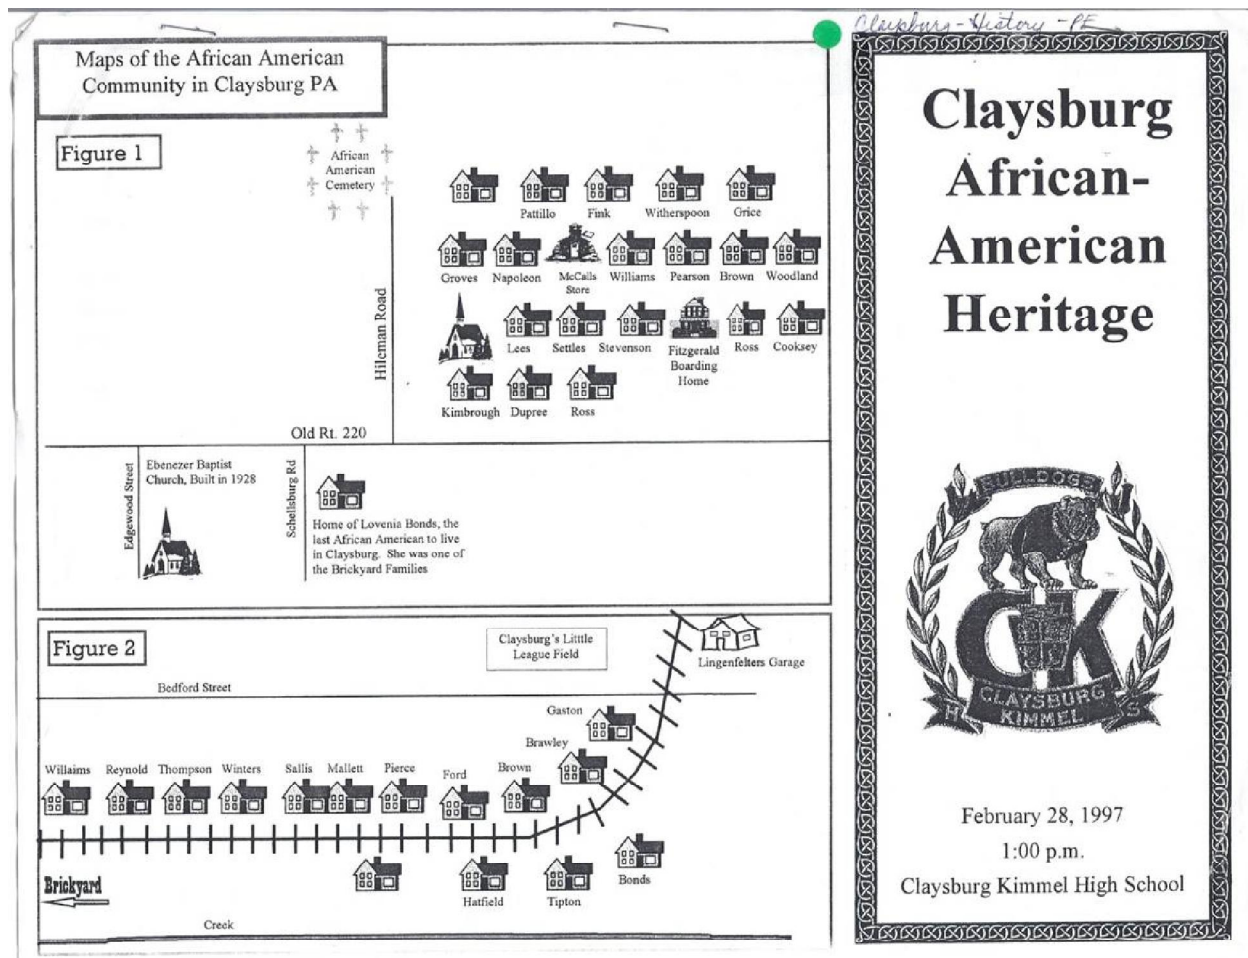 Claysburg - History - PE
Maps of the African American
Community in Claysburg PA
Figure 1
African
American
Cemetery
Pattillo Fink Witherspoon Grice
Groves Napoleon McCalls Store Williams Pearson Brown Woodland
Hileman Road
Lees Settles Stevenson Fitzgerald Boarding Home Ross Cooksey
Kimbrough Dupree Ross
Old Rt. 220
Edgewood Street
Ebenezer Baptist
Church, Built in 1928
Schellsburg Rd
Home of Lovenia Bonds, the
last African American to live
in Claysburg. She was one of
the Brickyard Families
Figure 2
Claysburg's Litttle
League Field
Lingenfelters Garage
Bedford Street
Gaston
Brawley
Willaims Reynold Thompson Winters Sallis Mallett Pierce Ford Brown
Brickyard
Hatfield Tipton Bonds
Creek
Claysburg
African-
American
Heritage
BULLDOGS
CK
CLAYSBURG
KIMMEL
H S
February 28, 1997
1:00 p.m.
Claysburg Kimmel High School